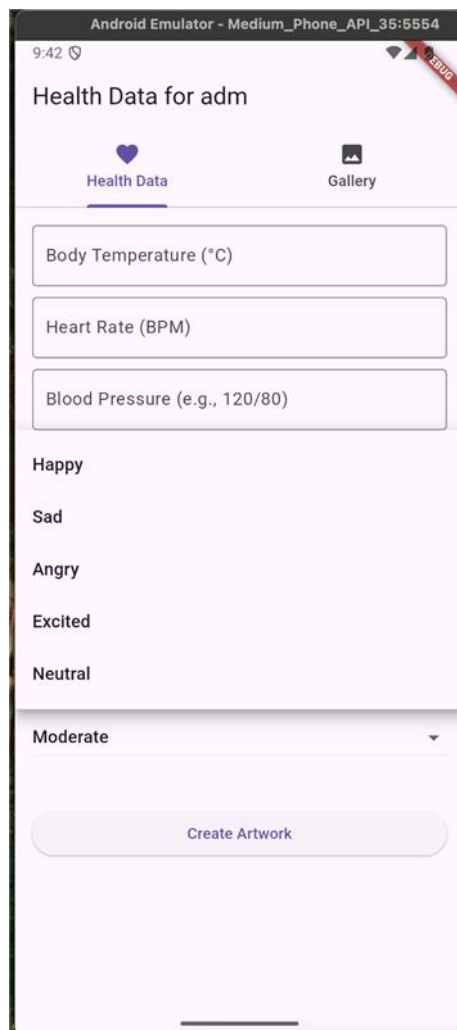 Android Emulator - Medium_Phone_API_35:5554
9:42
DEBUG
Health Data for adm
Health Data
Gallery
Body Temperature (°C)
Heart Rate (BPM)
Blood Pressure (e.g., 120/80)
Happy
Sad
Angry
Excited
Neutral
Moderate
Create Artwork